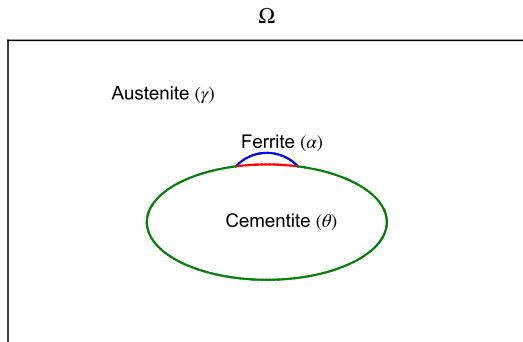 Ω
Austenite (γ)
Ferrite (α)
Cementite (θ)